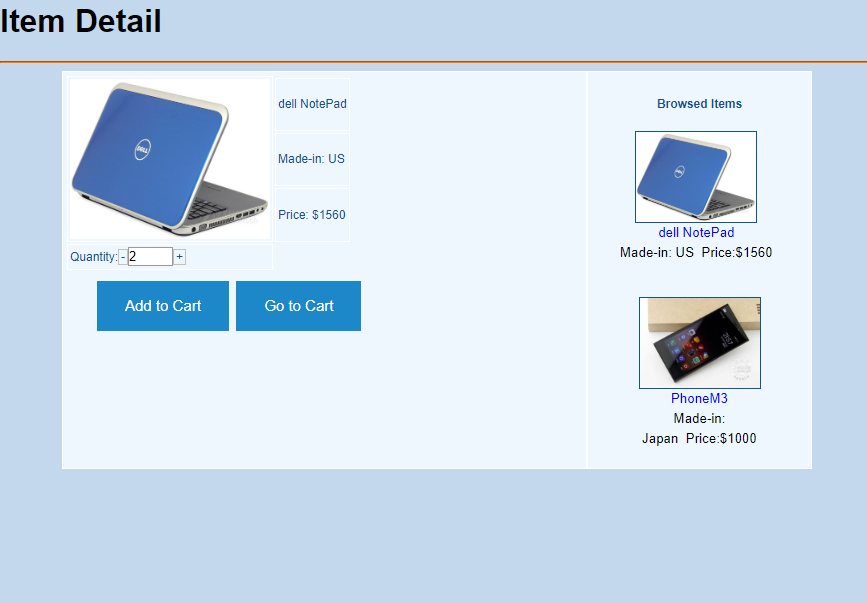 Item Detail
dell NotePad
Made-in: US
Price: $1560
Quantity: - 2 +
Add to Cart
Go to Cart
Browsed Items
DELL
dell NotePad
Made-in: US  Price:$1560
PhoneM3
Made-in:
Japan  Price:$1000